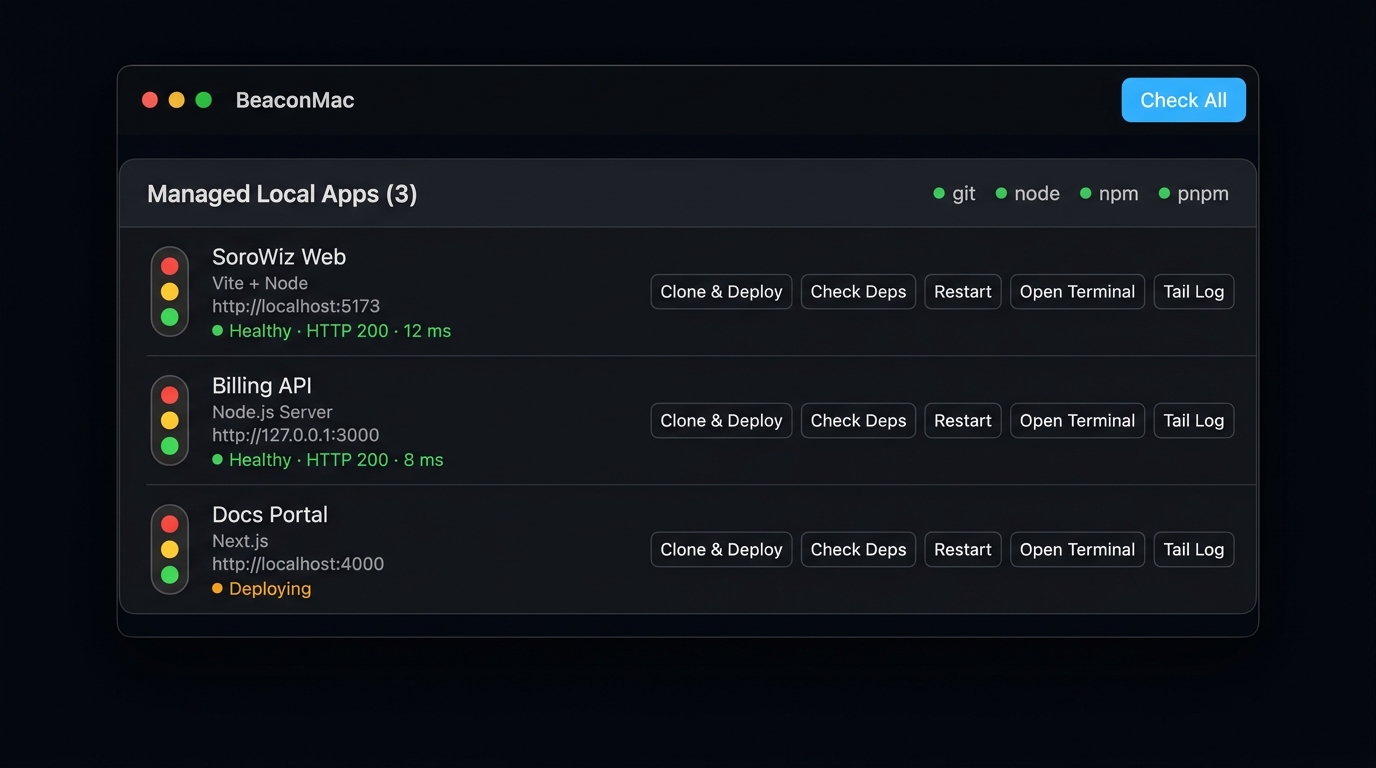 BeaconMac
Check All
Managed Local Apps (3)
git node npm pnpm
SoroWiz Web
Vite + Node
http://localhost:5173
Healthy · HTTP 200 · 12 ms
Clone & Deploy Check Deps Restart Open Terminal Tail Log
Billing API
Node.js Server
http://127.0.0.1:3000
Healthy · HTTP 200 · 8 ms
Clone & Deploy Check Deps Restart Open Terminal Tail Log
Docs Portal
Next.js
http://localhost:4000
Deploying
Clone & Deploy Check Deps Restart Open Terminal Tail Log